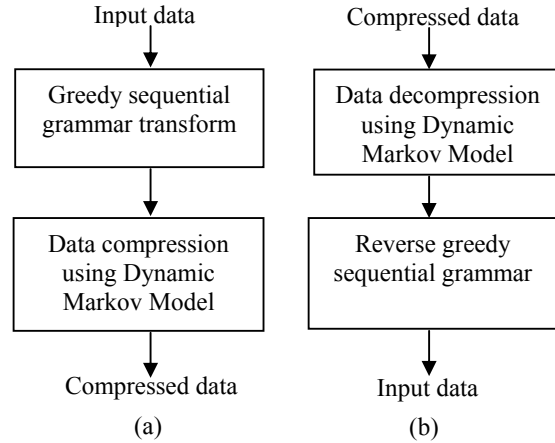 Input data
Greedy sequential
grammar transform
Data compression
using Dynamic
Markov Model
Compressed data
(a)
Compressed data
Data decompression
using Dynamic
Markov Model
Reverse greedy
sequential grammar
Input data
(b)